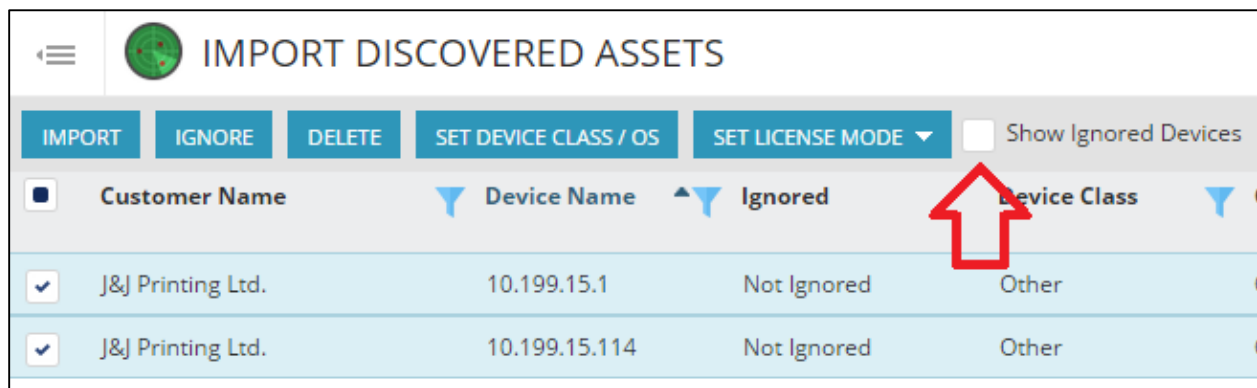 IMPORT DISCOVERED ASSETS
IMPORT IGNORE DELETE SET DEVICE CLASS / OS SET LICENSE MODE Show Ignored Devices
Customer Name Device Name Ignored Device Class
J&J Printing Ltd. 10.199.15.1 Not Ignored Other
J&J Printing Ltd. 10.199.15.114 Not Ignored Other